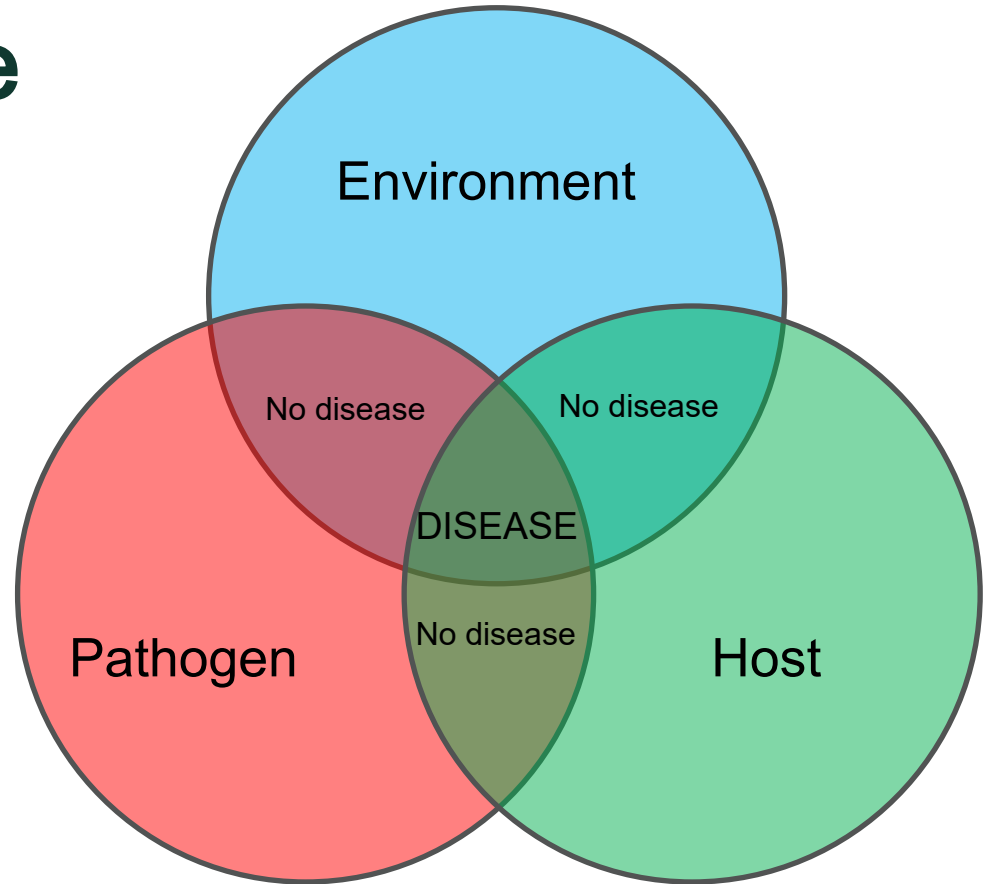 e
Environment
No disease
No disease
DISEASE
No disease
Pathogen
Host